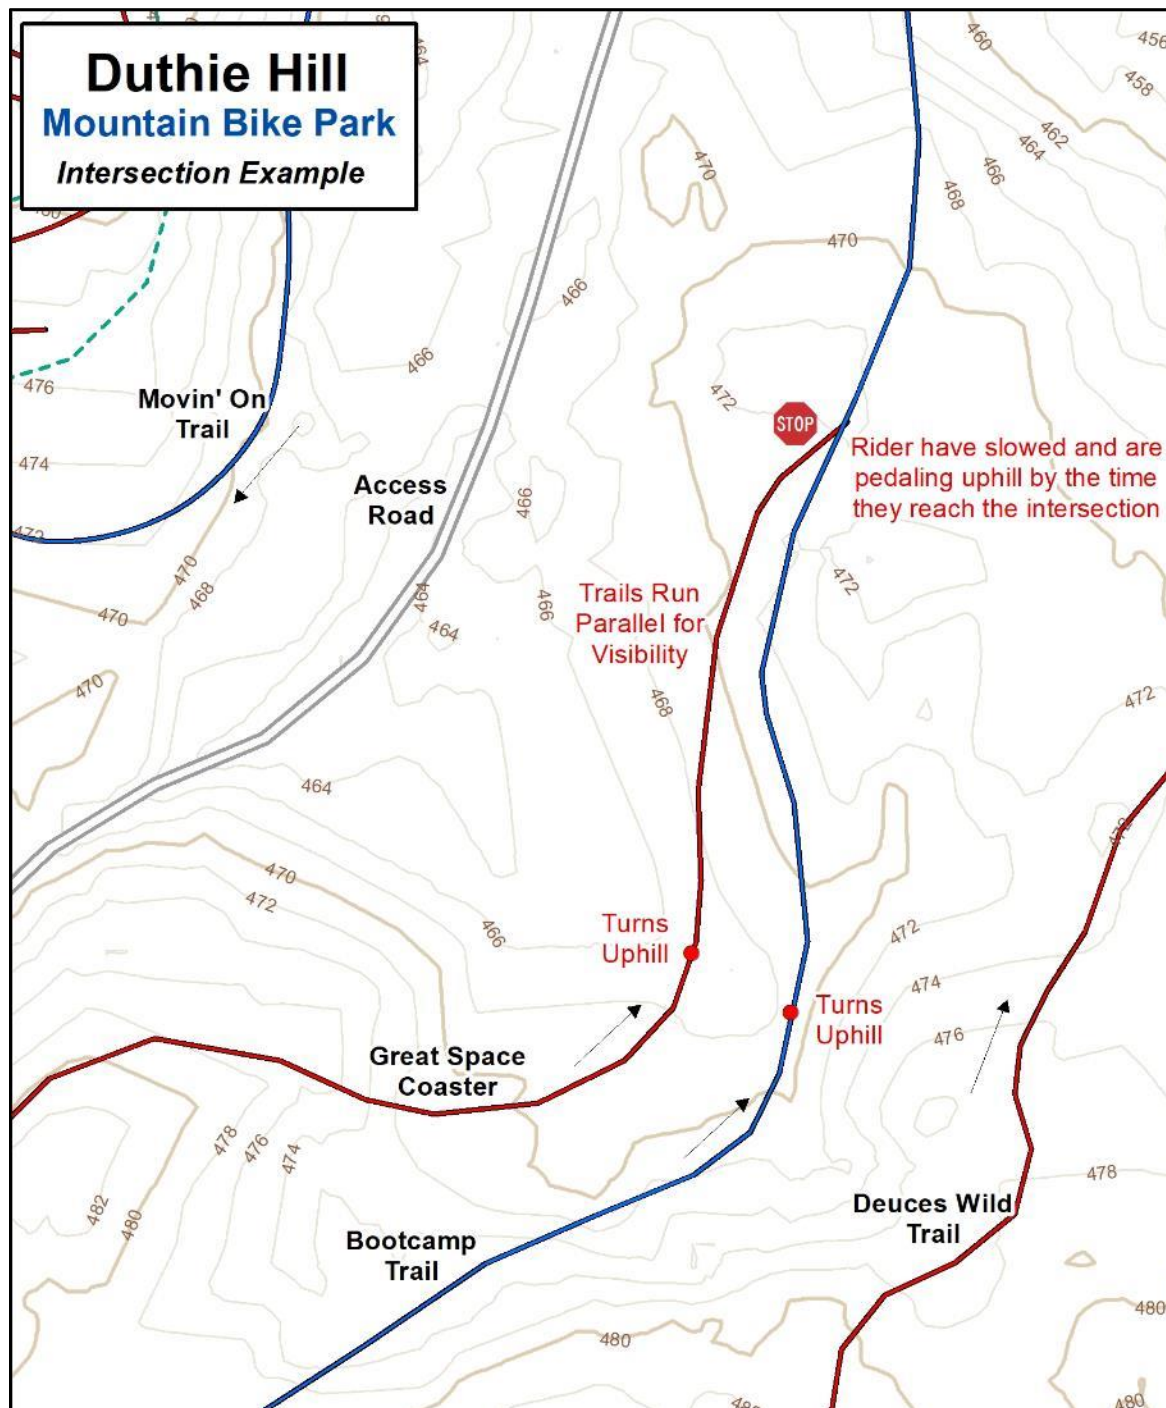 Duthie Hill
Mountain Bike Park
Intersection Example
464
460
456
458
462
464
466
468
470
470
466
466
476
472
Movin' On
Trail
STOP
Rider have slowed and are
pedaling uphill by the time
they reach the intersection
474
Access
Road
466
472
470
468
470
464
464
466
472
Trails Run
Parallel for
Visibility
470
468
472
464
472
470
472
466
Turns
Uphill
472
474
Turns
Uphill
476
Great Space
Coaster
478
476
474
478
482
480
Deuces Wild
Trail
Bootcamp
Trail
480
480
480